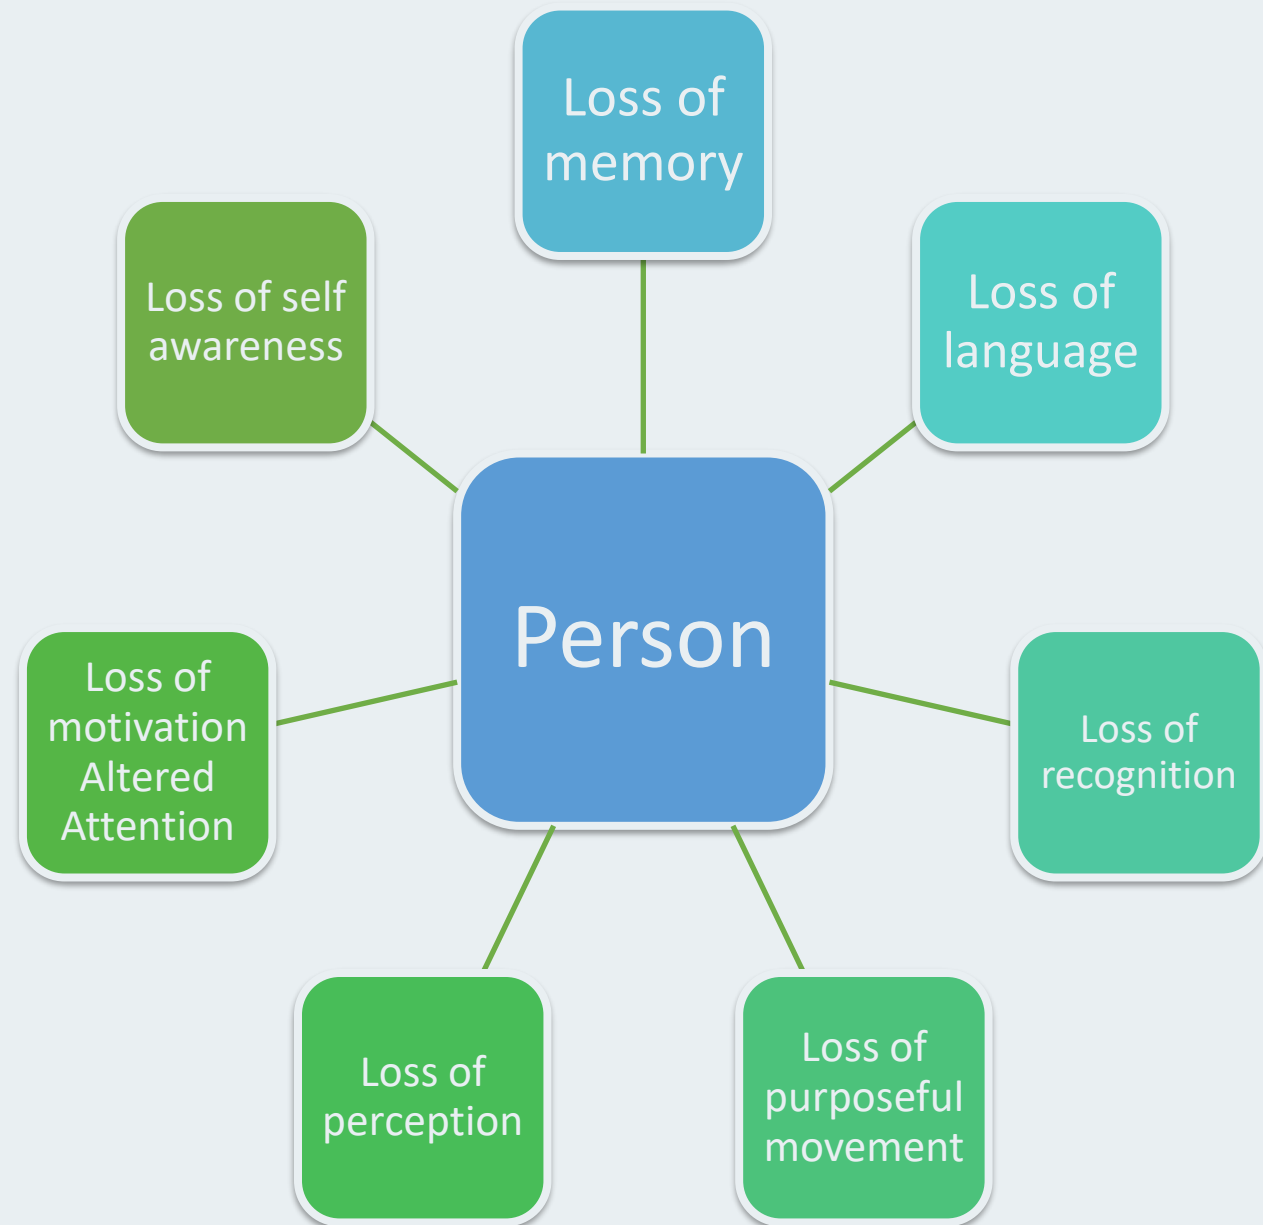 Loss of
memory
Loss of self
awareness
Loss of
language
Person
Loss of
motivation
Altered
Attention
Loss of
recognition
Loss of
perception
Loss of
purposeful
movement